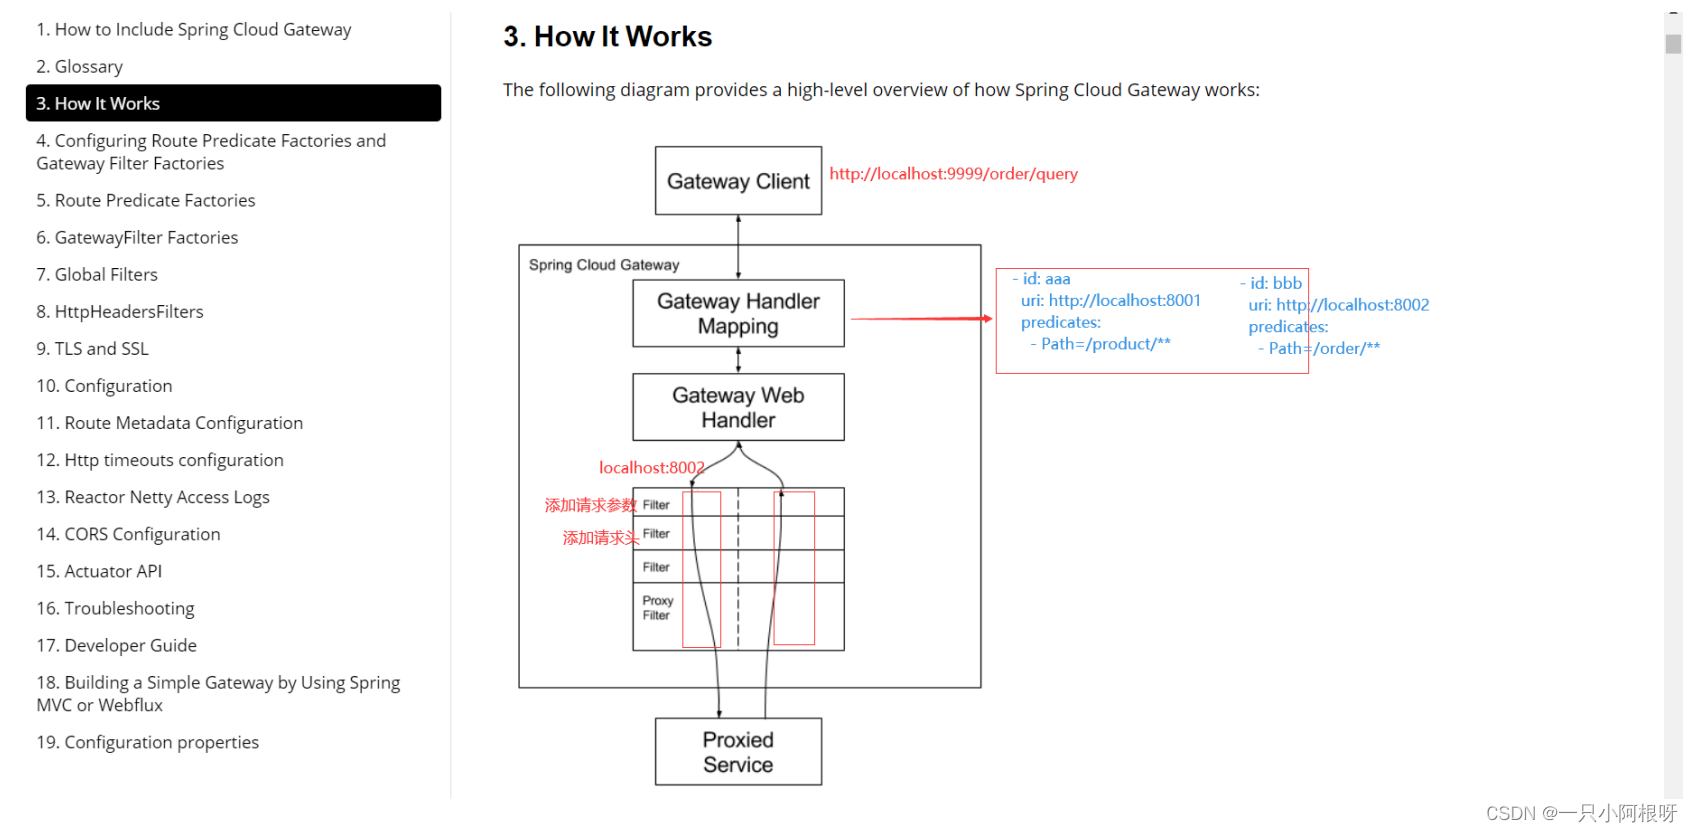 1. How to Include Spring Cloud Gateway
2. Glossary
3. How It Works
4. Configuring Route Predicate Factories and
Gateway Filter Factories
5. Route Predicate Factories
6. GatewayFilter Factories
7. Global Filters
8. HttpHeadersFilters
9. TLS and SSL
10. Configuration
11. Route Metadata Configuration
12. Http timeouts configuration
13. Reactor Netty Access Logs
14. CORS Configuration
15. Actuator API
16. Troubleshooting
17. Developer Guide
18. Building a Simple Gateway by Using Spring
MVC or Webflux
19. Configuration properties
3. How It Works
The following diagram provides a high-level overview of how Spring Cloud Gateway works:
Gateway Client
http://localhost:9999/order/query
Spring Cloud Gateway
Gateway Handler
Mapping
- id: aaa
uri: http://localhost:8001
predicates:
- Path=/product/**
- id: bbb
uri: http://localhost:8002
predicates:
- Path=/order/**
Gateway Web
Handler
localhost:8002
添加请求参数
Filter
添加请求头
Filter
Filter
Proxy
Filter
Proxied
Service
CSDN @一只小阿根呀